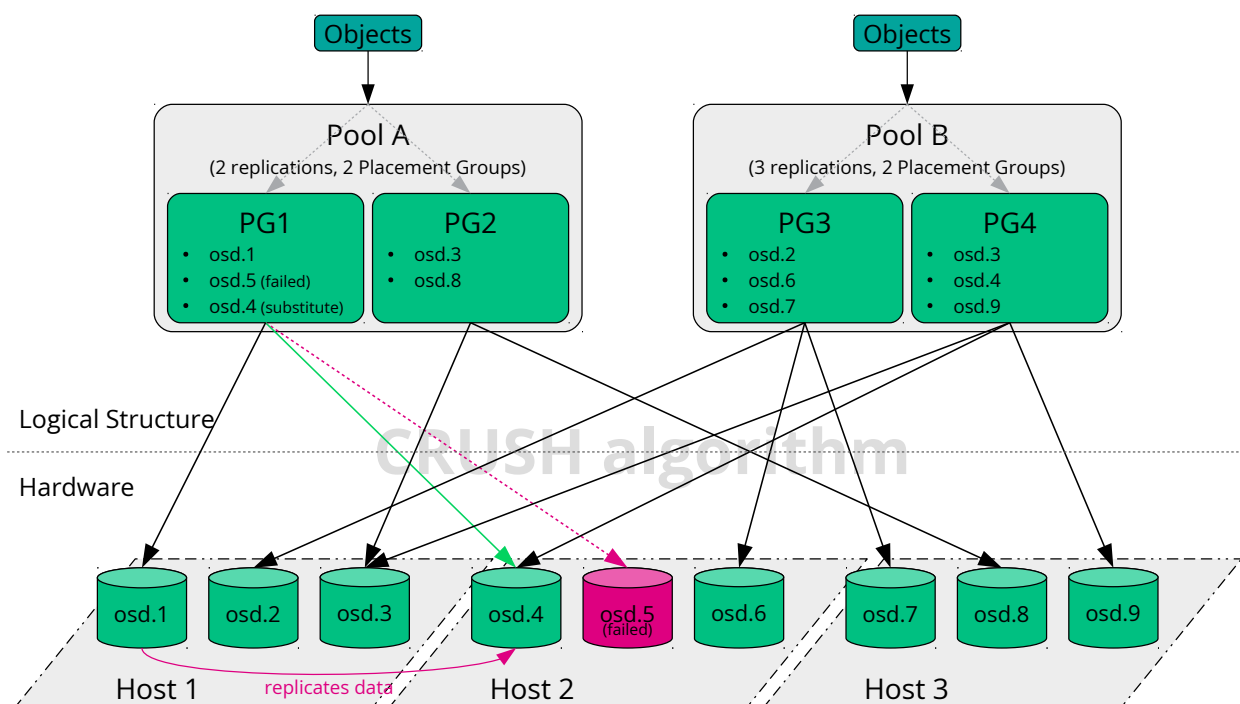 Objects
Objects
Pool A
(2 replications, 2 Placement Groups)
PG1
• osd.1
• osd.5 (failed)
• osd.4 (substitute)
PG2
• osd.3
• osd.8
Pool B
(3 replications, 2 Placement Groups)
PG3
• osd.2
• osd.6
• osd.7
PG4
• osd.3
• osd.4
• osd.9
Logical Structure
CRUSH algorithm
Hardware
osd.1
osd.2
osd.3
osd.4
osd.5
(failed)
osd.6
osd.7
osd.8
osd.9
replicates data
Host 1
Host 2
Host 3